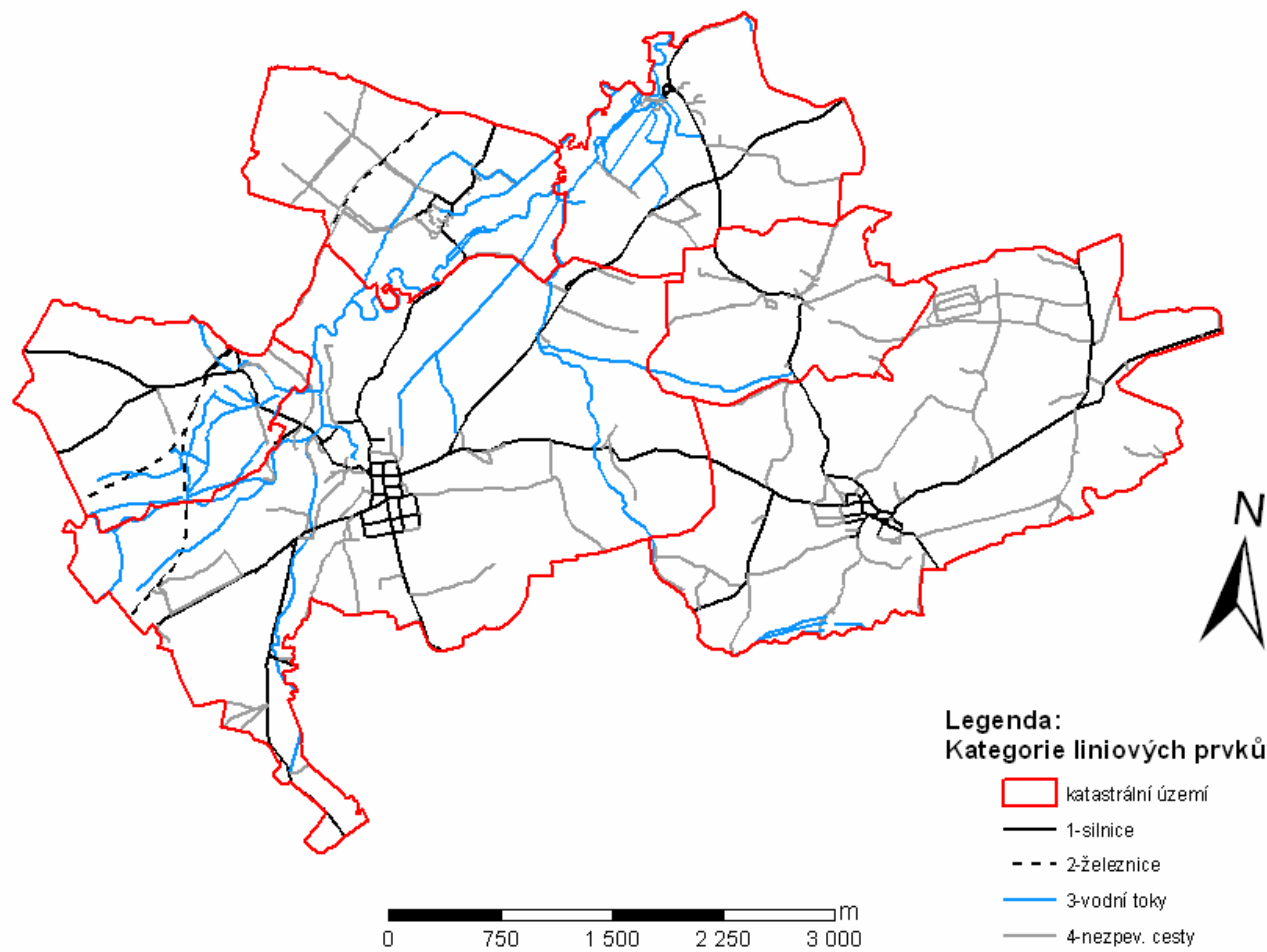 N
Legenda:
Kategorie liniových prvků
katastrální území
1-silnice
2-železnice
3-vodní toky
4-nezpev. cesty
m
0 750 1 500 2 250 3 000